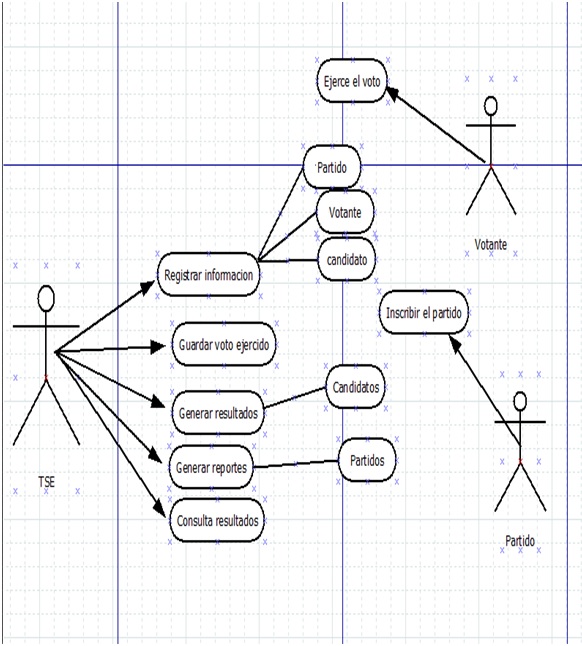 Ejerce el voto
Partido
Votante
Votante
candidato
Registrar informacion
Inscribir el partido
Guardar voto ejercido
Candidatos
Generar resultados
Partidos
Generar reportes
TSE
Consulta resultados
Partido